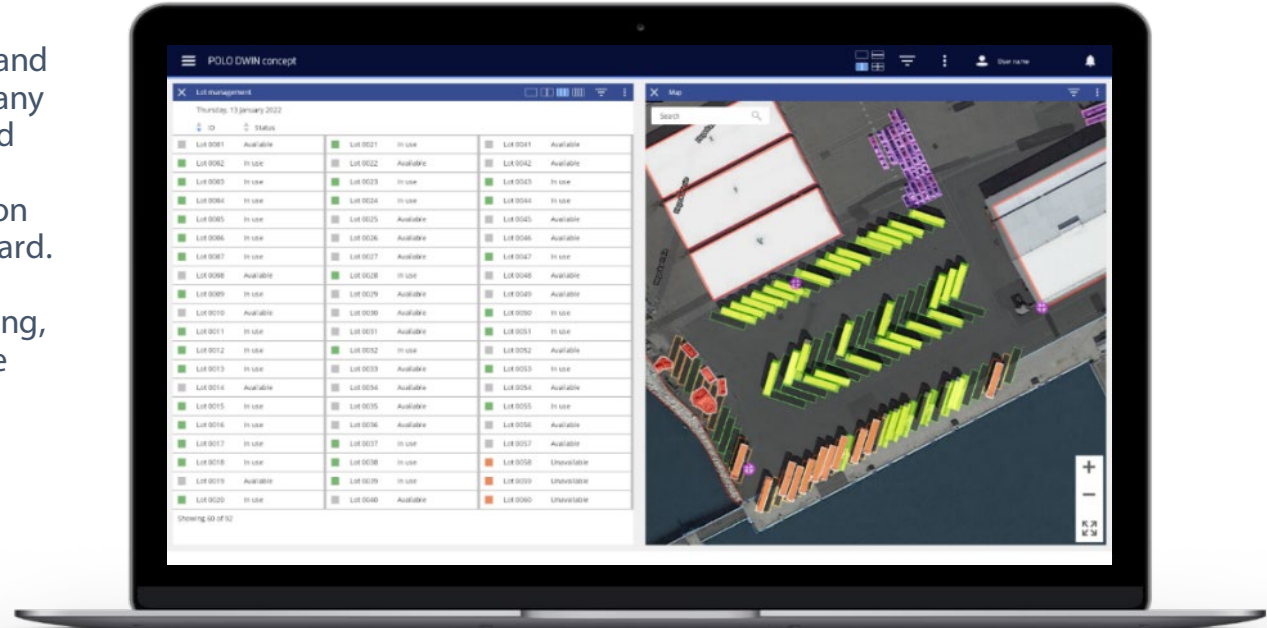 and
any
d
on
ard.
ng,
e
POLO DWIN concept
User name
Lot management
Thursday, 13 January 2022
ID Status
Lot 0001 Available Lot 0021 In use Lot 0041 Available
Lot 0002 In use Lot 0022 Available Lot 0042 Available
Lot 0003 In use Lot 0023 In use Lot 0043 In use
Lot 0004 In use Lot 0024 In use Lot 0044 In use
Lot 0005 In use Lot 0025 Available Lot 0045 Available
Lot 0006 In use Lot 0026 Available Lot 0046 Available
Lot 0007 In use Lot 0027 Available Lot 0047 In use
Lot 0008 Available Lot 0028 In use Lot 0048 Available
Lot 0009 In use Lot 0029 Available Lot 0049 Available
Lot 0010 Available Lot 0030 Available Lot 0050 In use
Lot 0011 In use Lot 0031 Available Lot 0051 In use
Lot 0012 In use Lot 0032 In use Lot 0052 Available
Lot 0013 In use Lot 0033 Available Lot 0053 In use
Lot 0014 Available Lot 0034 Available Lot 0054 Available
Lot 0015 In use Lot 0035 Available Lot 0055 In use
Lot 0016 In use Lot 0036 Available Lot 0056 Available
Lot 0017 In use Lot 0037 In use Lot 0057 Available
Lot 0018 In use Lot 0038 In use Lot 0058 Unavailable
Lot 0019 Available Lot 0039 In use Lot 0059 Unavailable
Lot 0020 In use Lot 0040 Available Lot 0060 Unavailable
Showing 60 of 92
Map
Search